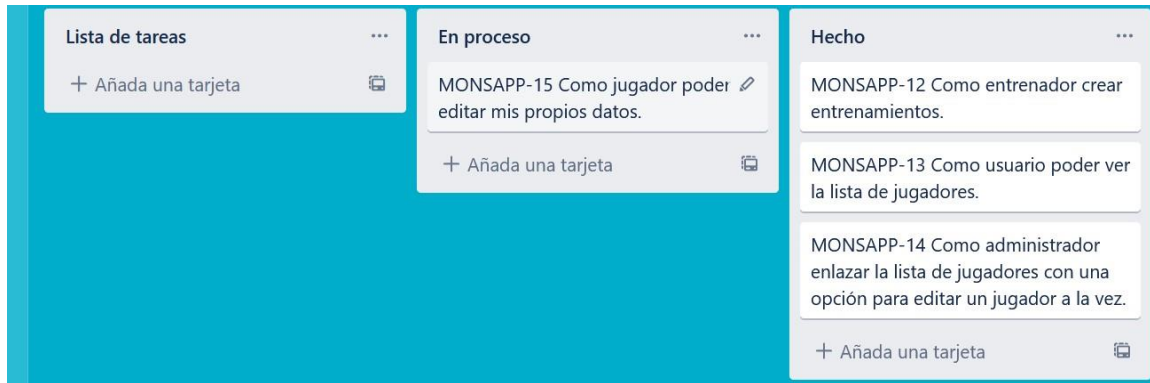 Lista de tareas
+ Añada una tarjeta
En proceso
MONSAPP-15 Como jugador poder
editar mis propios datos.
+ Añada una tarjeta
Hecho
MONSAPP-12 Como entrenador crear
entrenamientos.
MONSAPP-13 Como usuario poder ver
la lista de jugadores.
MONSAPP-14 Como administrador
enlazar la lista de jugadores con una
opción para editar un jugador a la vez.
+ Añada una tarjeta